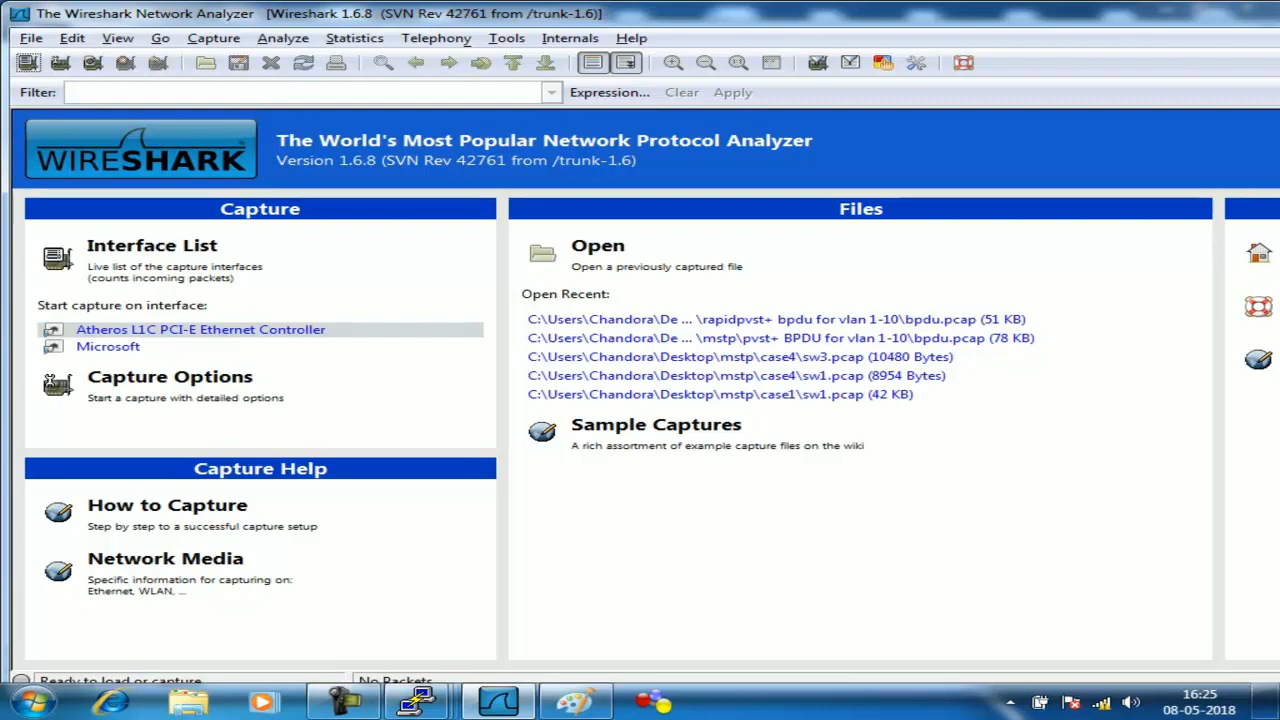 The Wireshark Network Analyzer [Wireshark 1.6.8 (SVN Rev 42761 from /trunk-1.6)]
File Edit View Go Capture Analyze Statistics Telephony Tools Internals Help
Filter: Expression... Clear Apply
WIRESHARK
The World's Most Popular Network Protocol Analyzer
Version 1.6.8 (SVN Rev 42761 from /trunk-1.6)
Capture
Interface List
Live list of the capture interfaces
(counts incoming packets)
Start capture on interface:
Atheros L1C PCI-E Ethernet Controller
Microsoft
Capture Options
Start a capture with detailed options
Capture Help
How to Capture
Step by step to a successful capture setup
Network Media
Specific information for capturing on:
Ethernet, WLAN, ...
Files
Open
Open a previously captured file
Open Recent:
C:\Users\Chandora\De ... \rapidpvst+ bpdu for vlan 1-10\bpdu.pcap (51 KB)
C:\Users\Chandora\De ... \mstp\pvst+ BPDU for vlan 1-10\bpdu.pcap (78 KB)
C:\Users\Chandora\Desktop\mstp\case4\sw3.pcap (10480 Bytes)
C:\Users\Chandora\Desktop\mstp\case4\sw1.pcap (8954 Bytes)
C:\Users\Chandora\Desktop\mstp\case1\sw1.pcap (42 KB)
Sample Captures
A rich assortment of example capture files on the wiki
Ready to load or capture
No Packets
16:25
08-05-2018